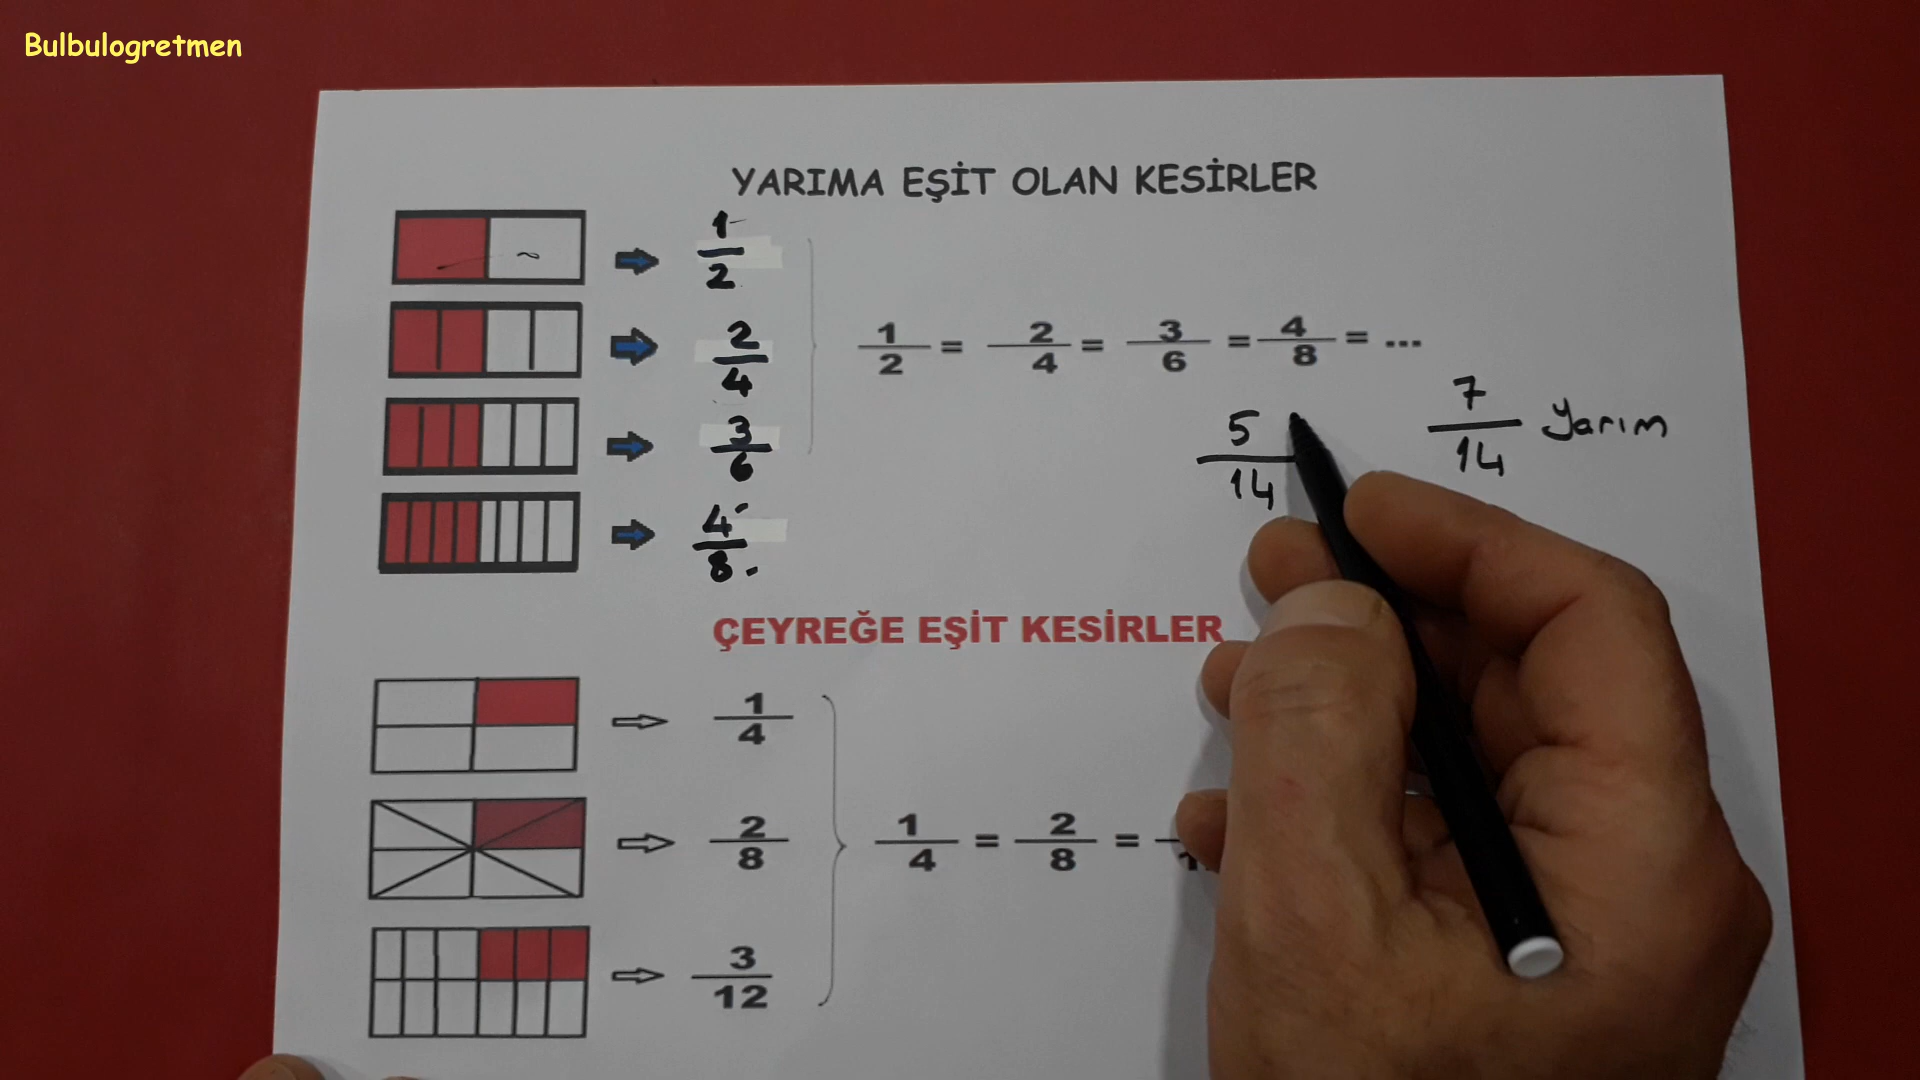 Bulbulogretmen
YARIMA EŞİT OLAN KESİRLER
1/2
2/4
3/6
4/8
1/2 = 2/4 = 3/6 = 4/8 = ...
5/14
7/14 Yarım
ÇEYREĞE EŞİT KESİRLER
1/4
2/8
3/12
1/4 = 2/8 =